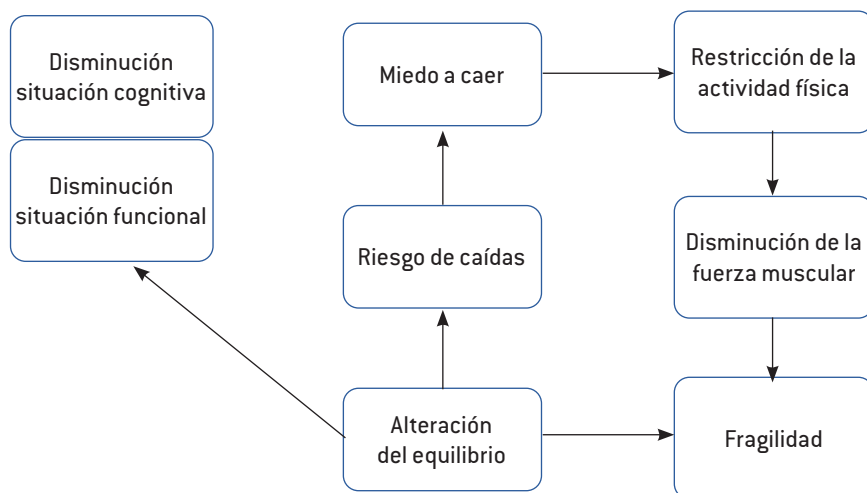 Disminución
situación cognitiva
Disminución
situación funcional
Miedo a caer
Restricción de la
actividad física
Riesgo de caídas
Disminución de la
fuerza muscular
Alteración
del equilibrio
Fragilidad